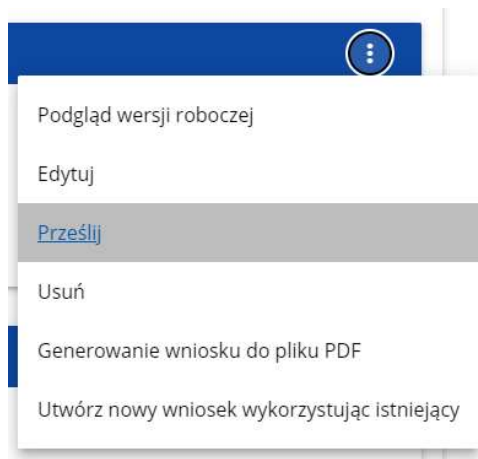 Podgląd wersji roboczej
Edytuj
Prześlij
Usuń
Generowanie wniosku do pliku PDF
Utwórz nowy wniosek wykorzystując istniejący